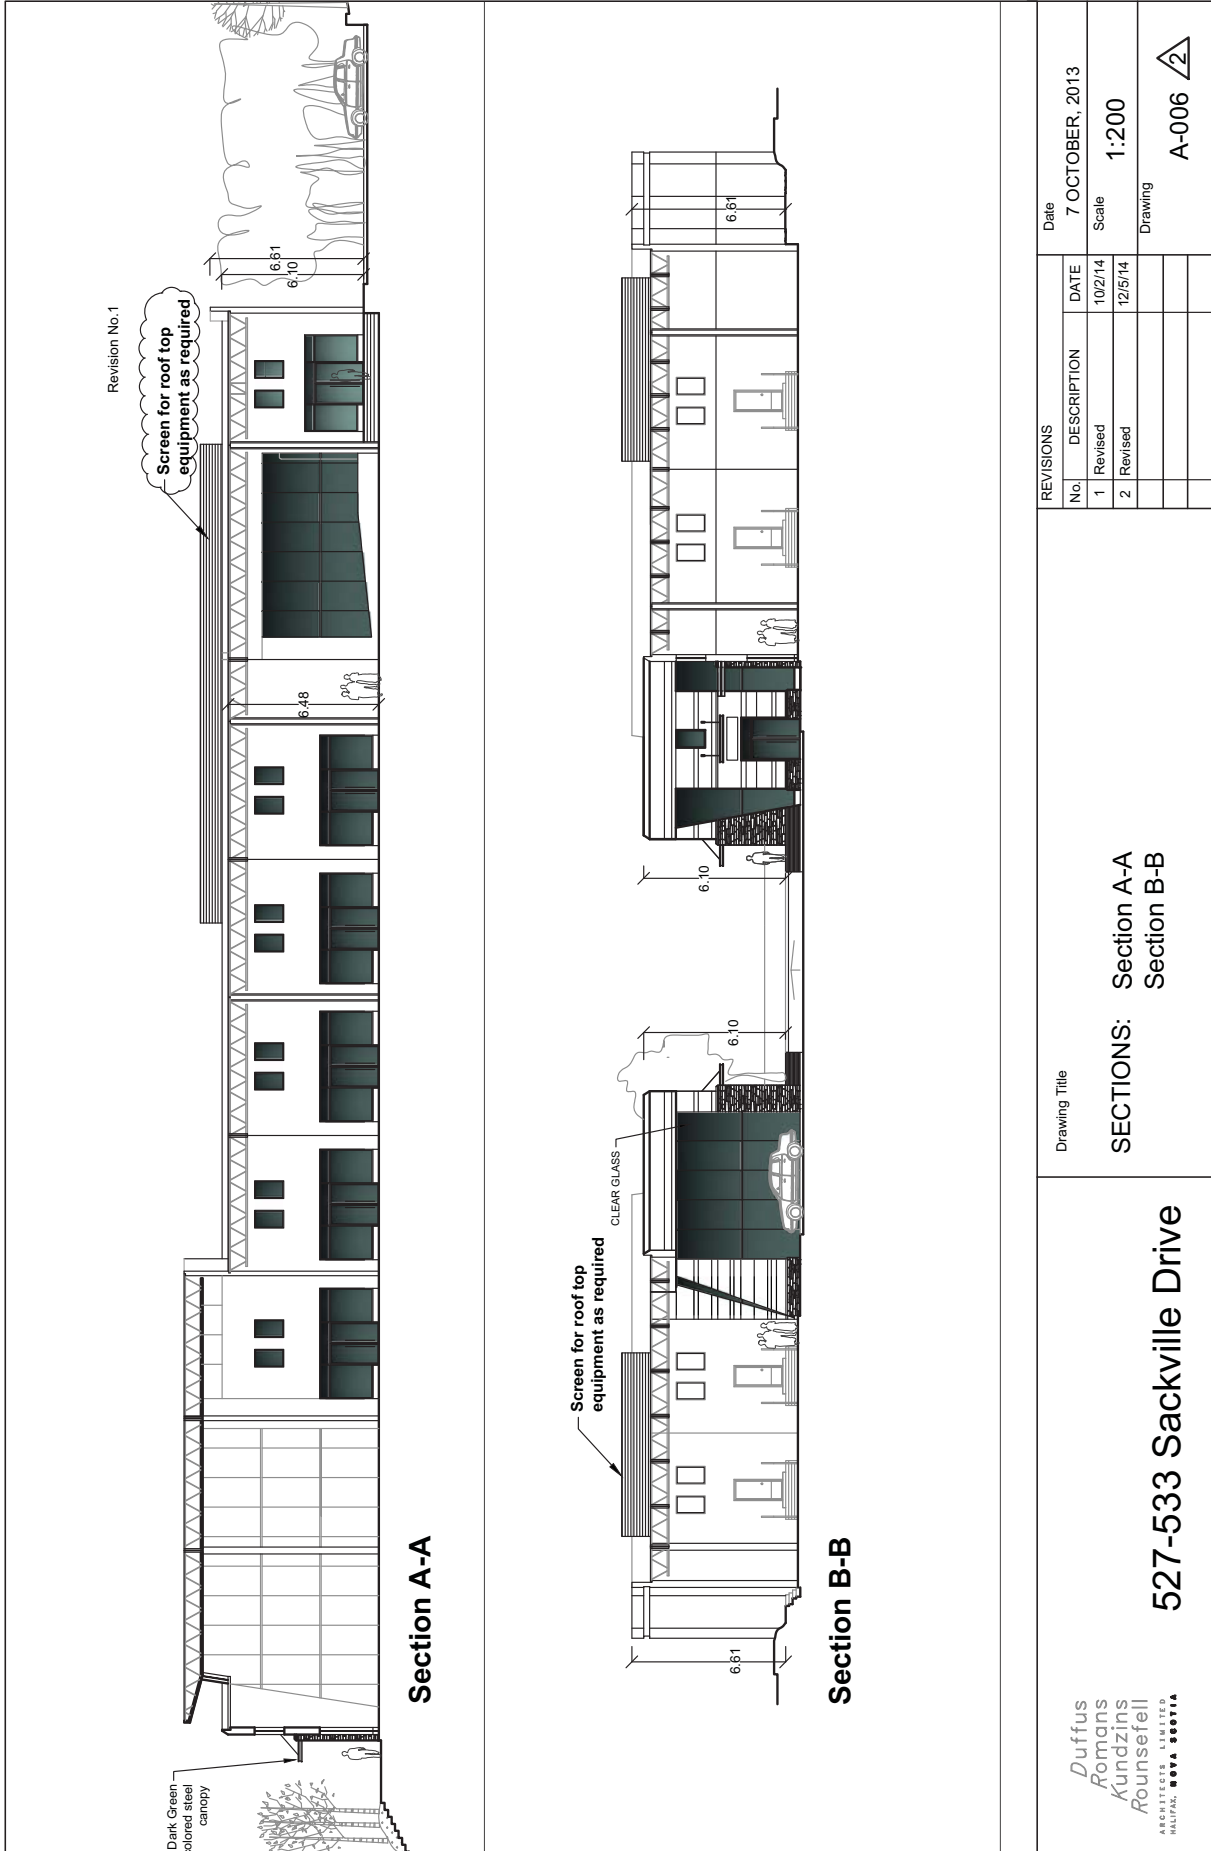 Revision No.1
Screen for roof top
equipment as required
6.61
6.10
6.48
Dark Green
colored steel
canopy
Section A-A
Screen for roof top
equipment as required
CLEAR GLASS
6.61
6.10
6.10
6.61
Section B-B
Duffus
Romans
Kundzins
Rounsefell
ARCHITECTS LIMITED
HALIFAX, NOVA SCOTIA
527-533 Sackville Drive
Drawing Title
SECTIONS: Section A-A
Section B-B
REVISIONS
No. DESCRIPTION DATE
1 Revised 10/2/14
2 Revised 12/5/14
Date
7 OCTOBER, 2013
Scale
1:200
Drawing
A-006 2